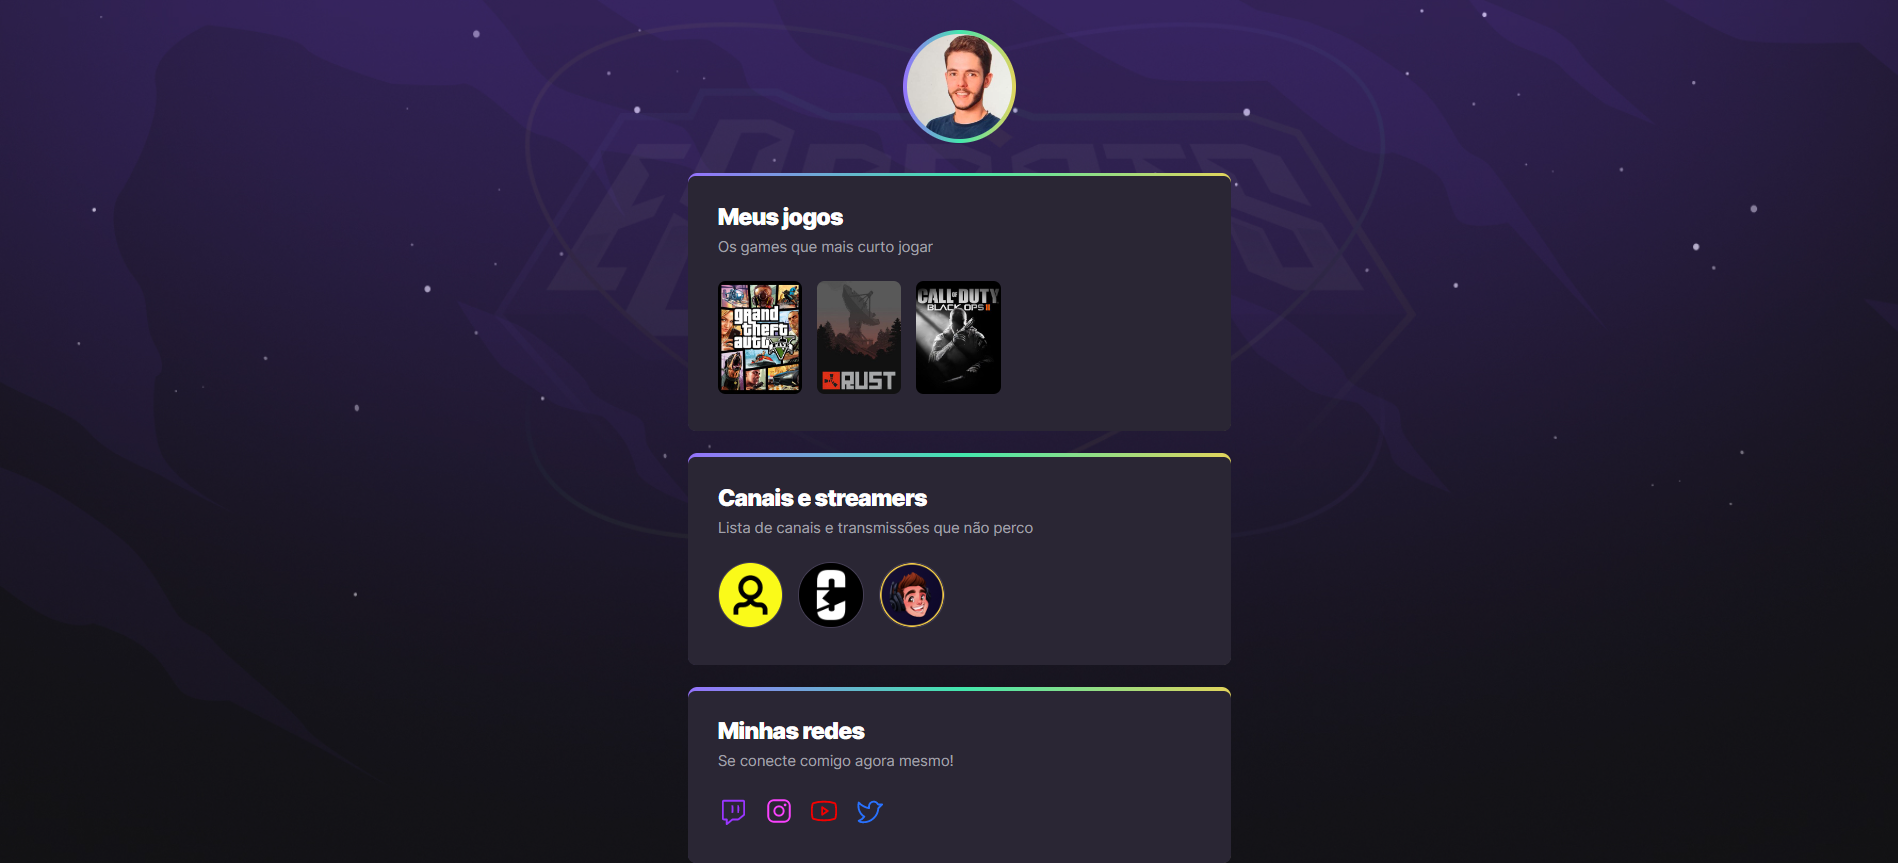 Meus jogos
Os games que mais curto jogar
grand
theft
auto
V
RUST
CALL OF DUTY
BLACK OPS II
Canais e streamers
Lista de canais e transmissões que não perco
Minhas redes
Se conecte comigo agora mesmo!